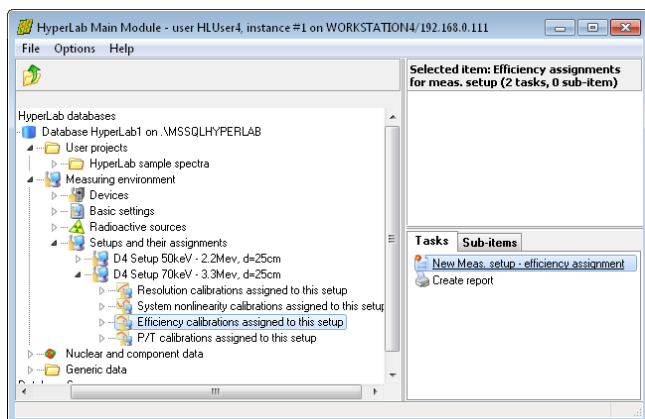 HyperLab Main Module - user HLUser4, instance #1 on WORKSTATION4/192.168.0.111
File Options Help
Selected item: Efficiency assignments
for meas. setup (2 tasks, 0 sub-item)
HyperLab databases
Database HyperLab1 on .\MSSQLHYPERLAB
User projects
HyperLab sample spectra
Measuring environment
Devices
Basic settings
Radioactive sources
Setups and their assignments
D4 Setup 50keV - 2.2Mev, d=25cm
D4 Setup 70keV - 3.3Mev, d=25cm
Resolution calibrations assigned to this setup
System nonlinearity calibrations assigned to this setup
Efficiency calibrations assigned to this setup
P/T calibrations assigned to this setup
Nuclear and component data
Generic data
Tasks Sub-items
New Meas. setup - efficiency assignment
Create report